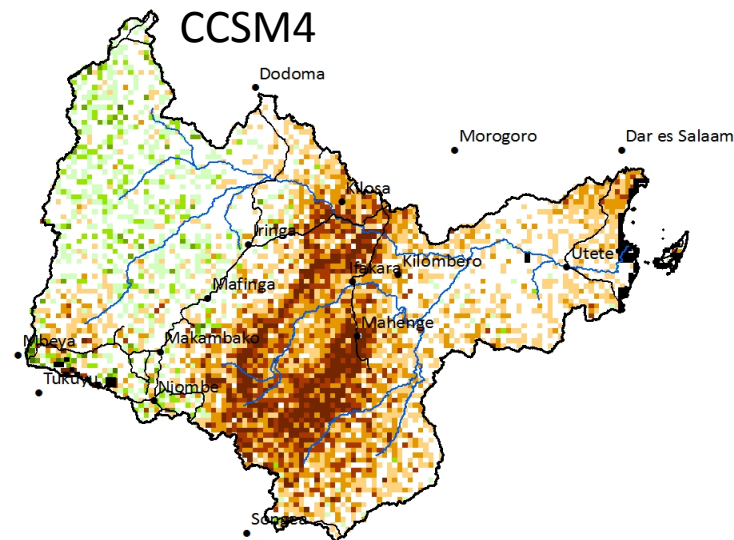 CCSM4
Dodoma
Morogoro
Dar es Salaam
Kilosa
Iringa
Kilombero
Utete
Ifakara
Mafinga
Mahenge
Makambako
Mbeya
Tukuyu
Njombe
Songea